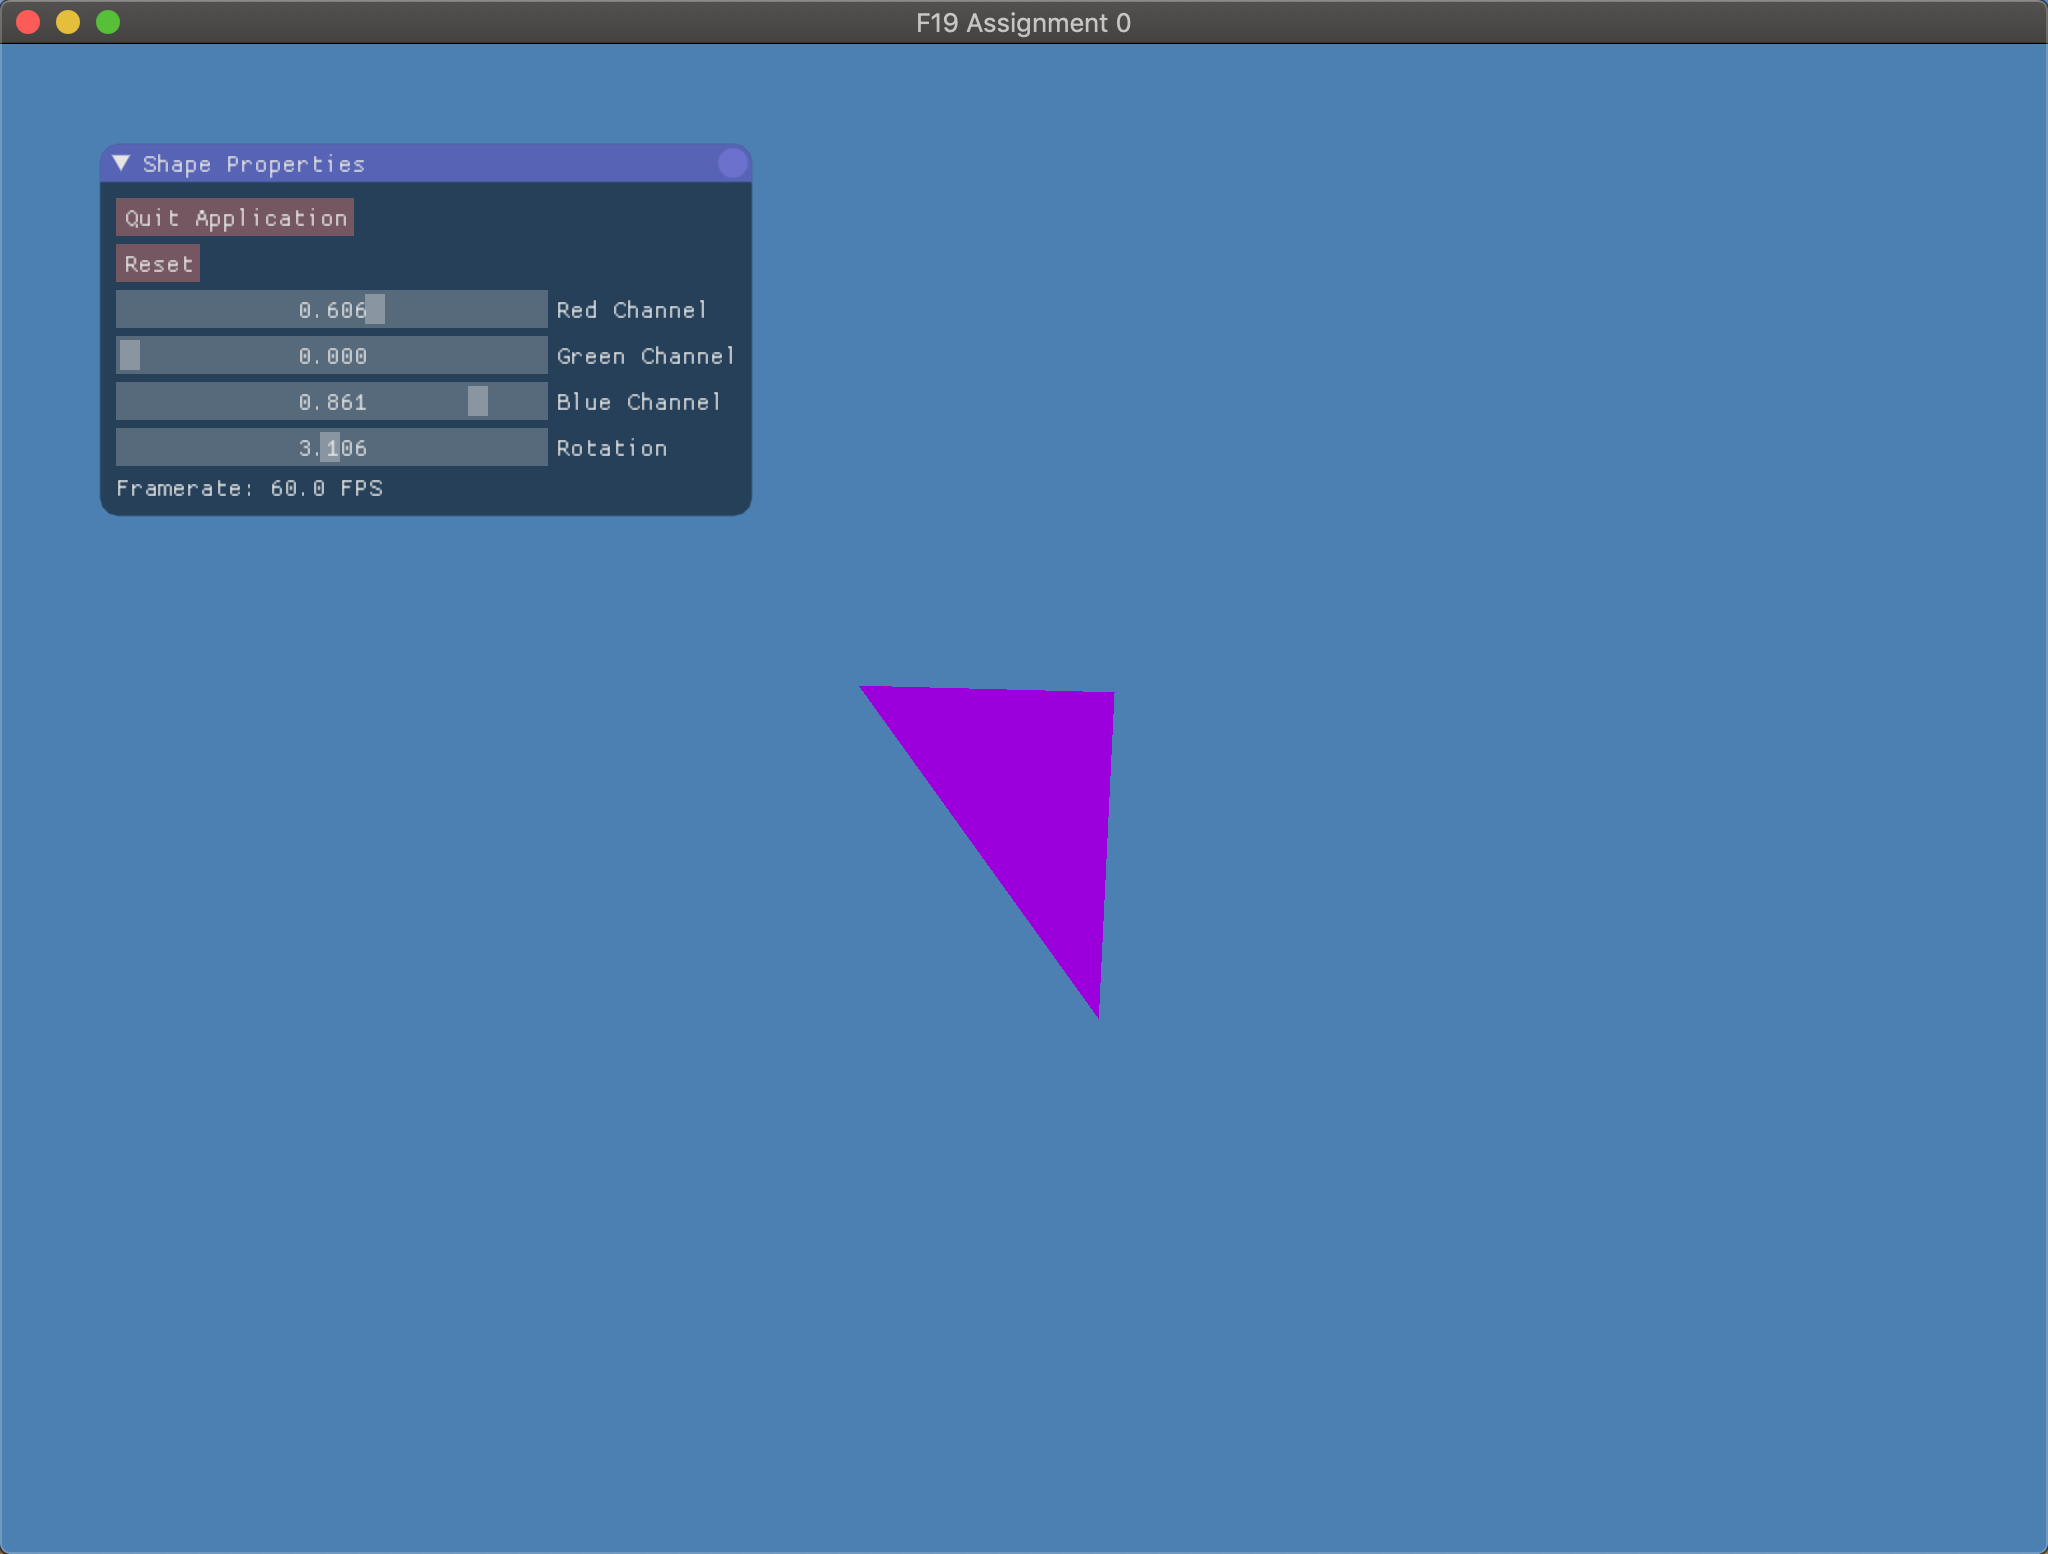 F19 Assignment 0
Shape Properties
Quit Application
Reset
0.606 Red Channel
0.000 Green Channel
0.861 Blue Channel
3.106 Rotation
Framerate: 60.0 FPS